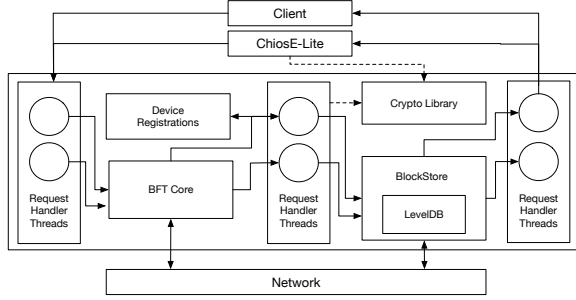 Client
ChiosE-Lite
Device
Registrations
Crypto Library
BFT Core
BlockStore
LevelDB
Request
Handler
Threads
Request
Handler
Threads
Request
Handler
Threads
Network